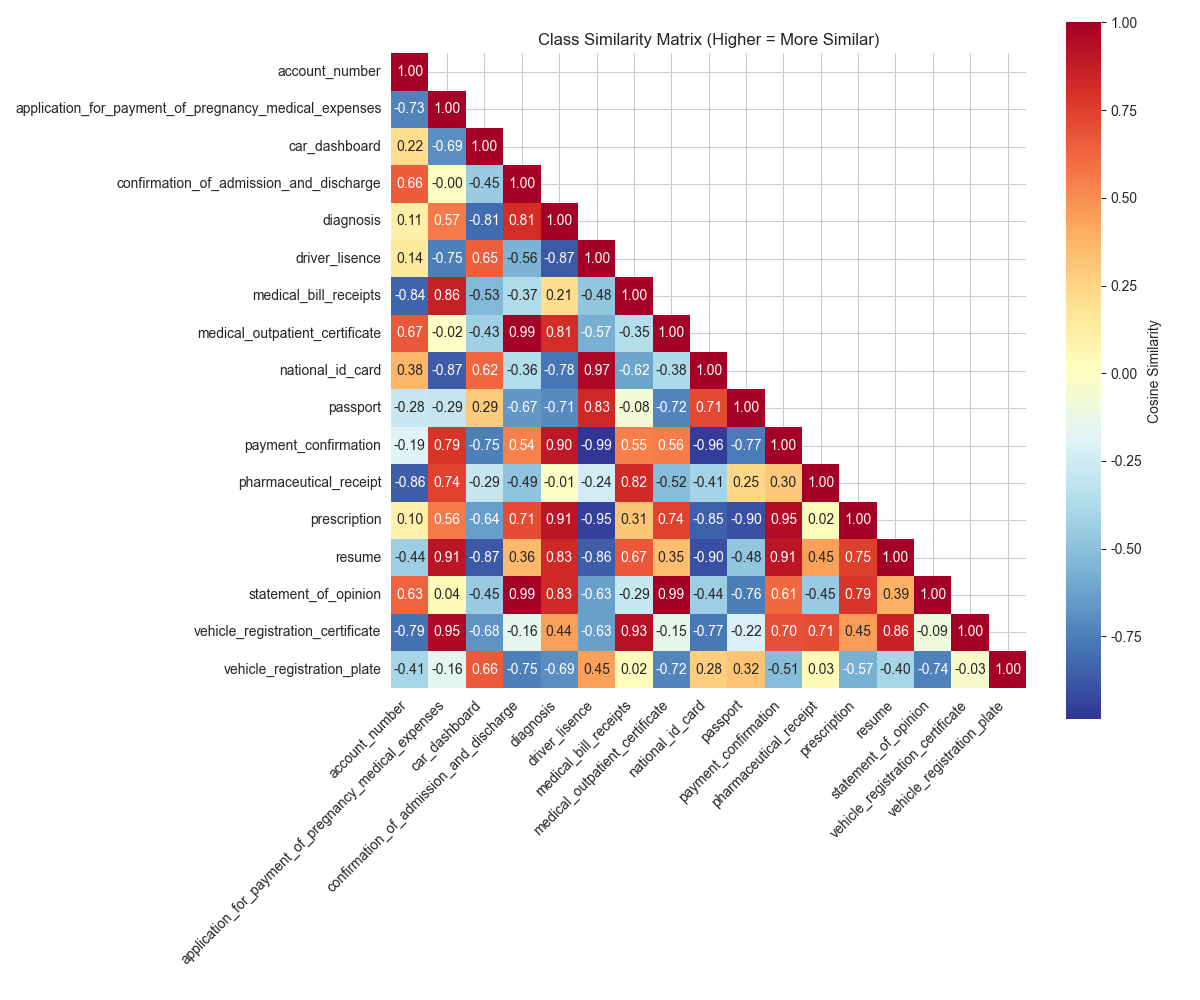 Class Similarity Matrix (Higher = More Similar)
account_number 1.00
application_for_payment_of_pregnancy_medical_expenses -0.73 1.00
car_dashboard 0.22 -0.69 1.00
confirmation_of_admission_and_discharge 0.66 -0.00 -0.45 1.00
diagnosis 0.11 0.57 -0.81 0.81 1.00
driver_lisence 0.14 -0.75 0.65 -0.56 -0.87 1.00
medical_bill_receipts -0.84 0.86 -0.53 -0.37 0.21 -0.48 1.00
medical_outpatient_certificate 0.67 -0.02 -0.43 0.99 0.81 -0.57 -0.35 1.00
national_id_card 0.38 -0.87 0.62 -0.36 -0.78 0.97 -0.62 -0.38 1.00
passport -0.28 -0.29 0.29 -0.67 -0.71 0.83 -0.08 -0.72 0.71 1.00
payment_confirmation -0.19 0.79 -0.75 0.54 0.90 -0.99 0.55 0.56 -0.96 -0.77 1.00
pharmaceutical_receipt -0.86 0.74 -0.29 -0.49 -0.01 -0.24 0.82 -0.52 -0.41 0.25 0.30 1.00
prescription 0.10 0.56 -0.64 0.71 0.91 -0.95 0.31 0.74 -0.85 -0.90 0.95 0.02 1.00
resume -0.44 0.91 -0.87 0.36 0.83 -0.86 0.67 0.35 -0.90 -0.48 0.91 0.45 0.75 1.00
statement_of_opinion 0.63 0.04 -0.45 0.99 0.83 -0.63 -0.29 0.99 -0.44 -0.76 0.61 -0.45 0.79 0.39 1.00
vehicle_registration_certificate -0.79 0.95 -0.68 -0.16 0.44 -0.63 0.93 -0.15 -0.77 -0.22 0.70 0.71 0.45 0.86 -0.09 1.00
vehicle_registration_plate -0.41 -0.16 0.66 -0.75 -0.69 0.45 0.02 -0.72 0.28 0.32 -0.51 0.03 -0.57 -0.40 -0.74 -0.03 1.00
account_number
application_for_payment_of_pregnancy_medical_expenses
car_dashboard
confirmation_of_admission_and_discharge
diagnosis
driver_lisence
medical_bill_receipts
medical_outpatient_certificate
national_id_card
passport
payment_confirmation
pharmaceutical_receipt
prescription
resume
statement_of_opinion
vehicle_registration_certificate
vehicle_registration_plate
1.00
0.75
0.50
0.25
0.00
-0.25
-0.50
-0.75
Cosine Similarity